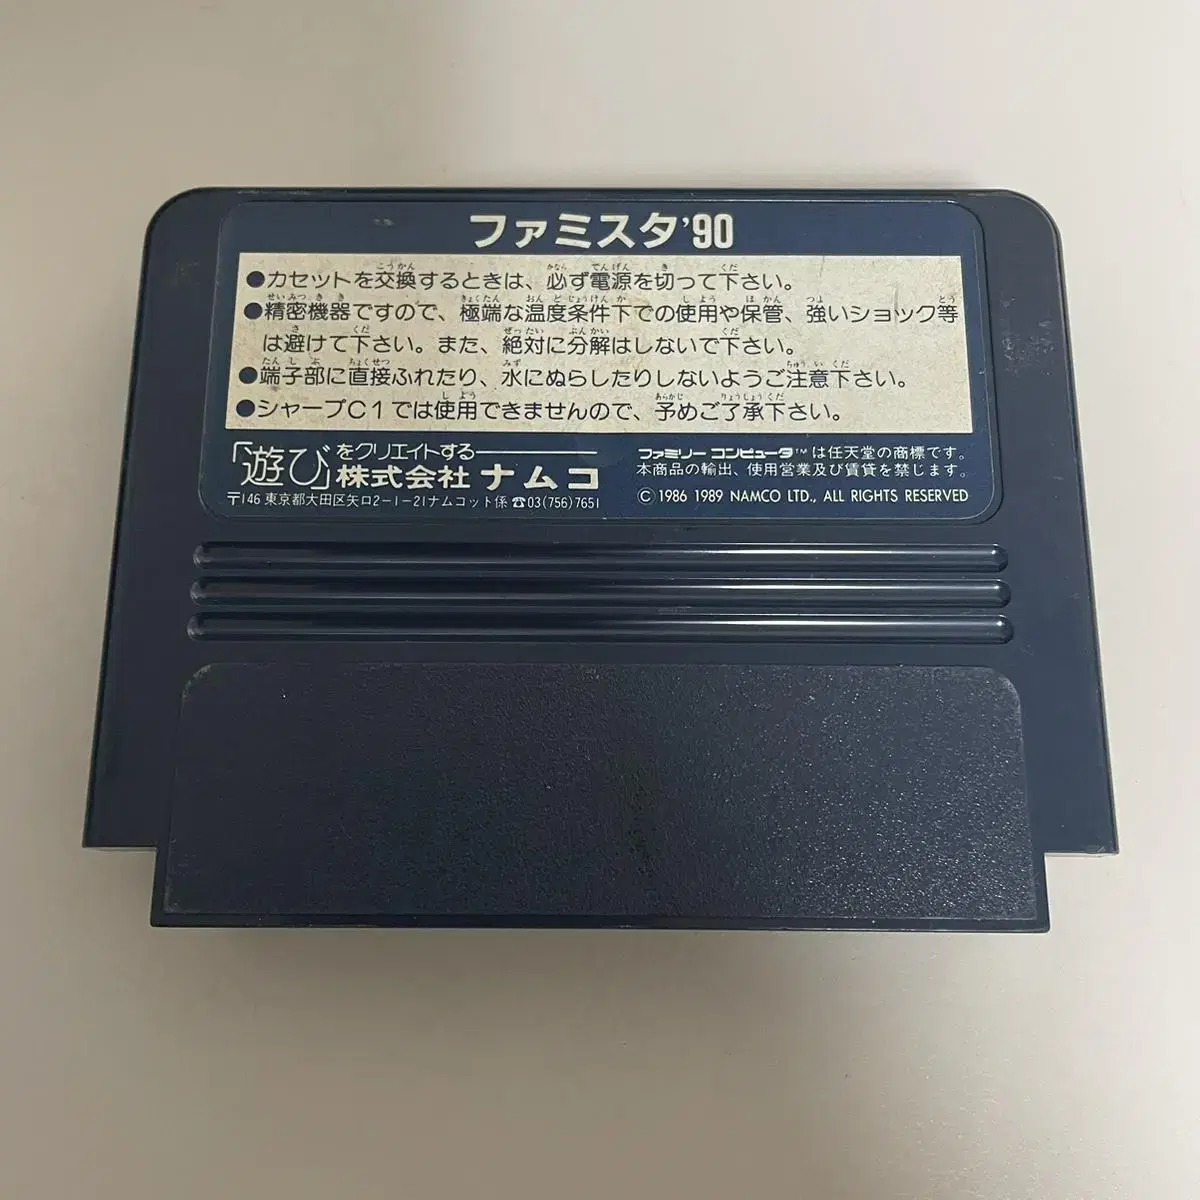 ファミスタ'90
●カセットを交換するときは、必ず電源を切って下さい。
●精密機器ですので、極端な温度条件下での使用や保管、強いショック等
は避けて下さい。また、絶対に分解はしないで下さい。
●端子部に直接ふれたり、水にぬらしたりしないようご注意下さい。
●シャープC1では使用できませんので、予めご了承下さい。
「遊び」をクリエイトする
株式会社ナムコ
〒146 東京都大田区矢口2-1-21ナムコット係 ☎03(756)7651
ファミリーコンピュータ™は任天堂の商標です。
本商品の輸出、使用営業及び賃貸を禁じます。
© 1986 1989 NAMCO LTD., ALL RIGHTS RESERVED